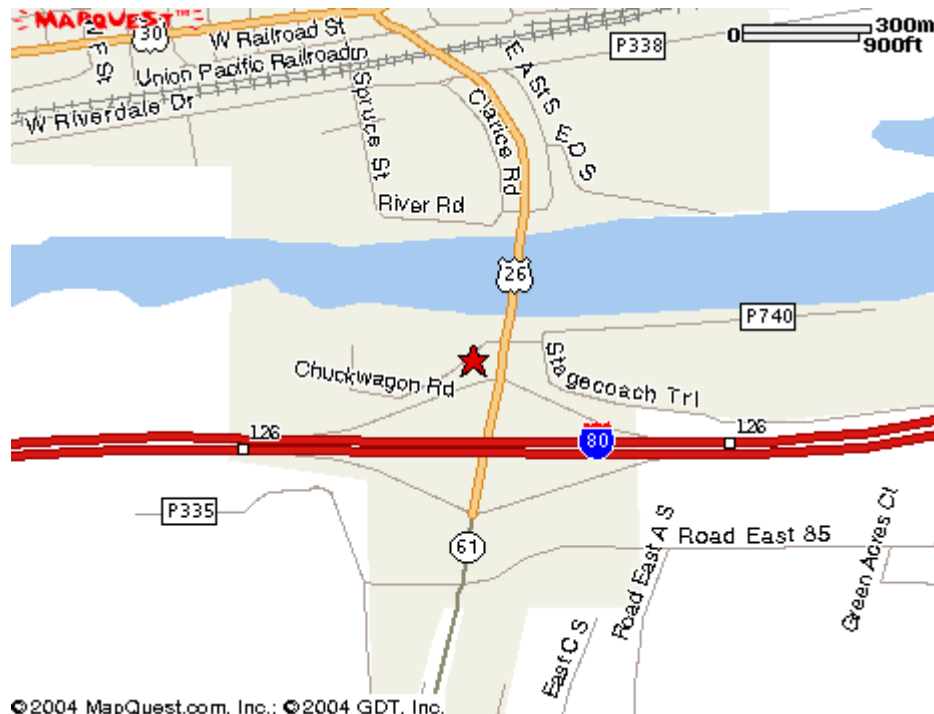 MAPQUEST™
30
W Railroad St
P338
0
300m
900ft
N F St
Union Pacific Railroad
W Riverdale Dr
Spruce St
Clarice Rd
E A St S
E D S
River Rd
26
P740
Chuckwagon Rd
Stagecoach Trl
126
80
126
P335
61
Road East 85
Road East A S
Green Acres Ct
East C S
©2004 MapQuest.com, Inc.; ©2004 GDT, Inc.